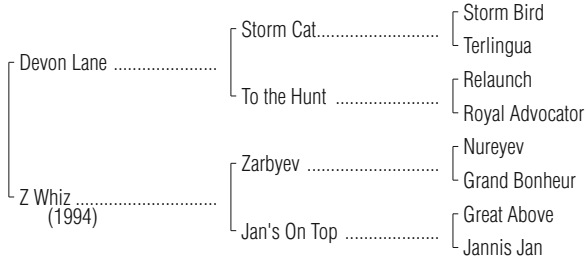 Storm Bird
Storm Cat....................................
Terlingua
Devon Lane ..............................
Relaunch
To the Hunt ..............................
Royal Advocator
Nureyev
Zarbyev ......................................
Grand Bonheur
Z Whiz .........................................
(1994)
Great Above
Jan's On Top ............................
Jannis Jan